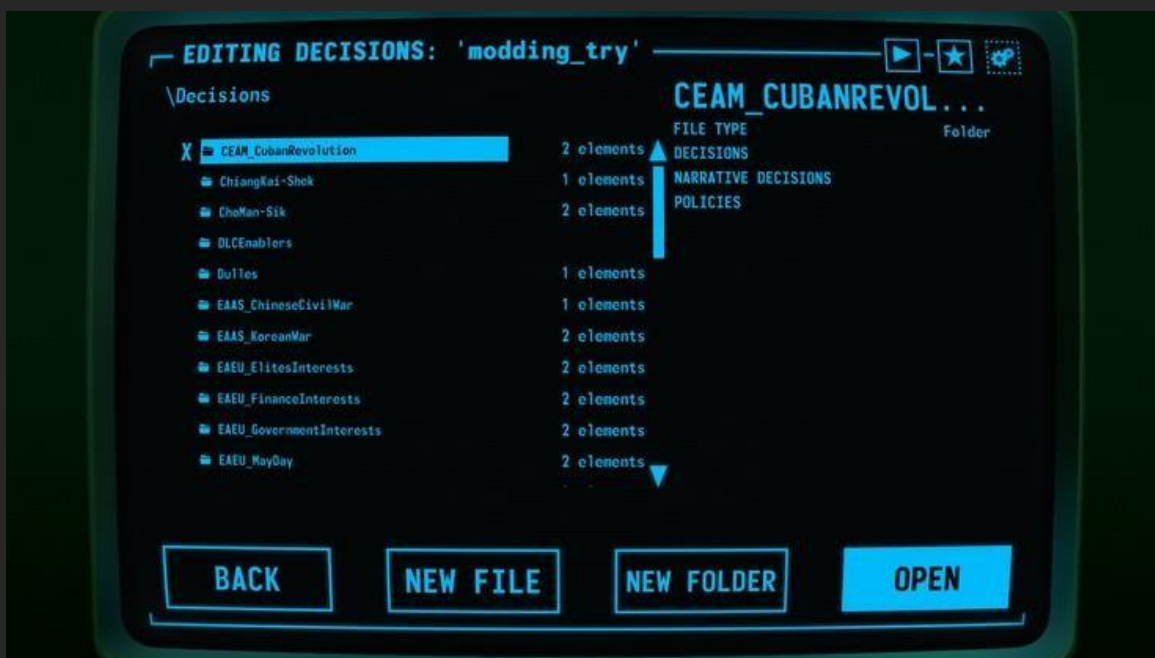 EDITING DECISIONS: 'modding_try'
\Decisions
X CEAM_CubanRevolution 2 elements
ChiangKai-Shek 1 elements
ChoMan-Sik 2 elements
DLCEnablers
Dulles 1 elements
EAAS_ChineseCivilWar 1 elements
EAAS_KoreanWar 2 elements
EAEU_ElitesInterests 2 elements
EAEU_FinanceInterests 2 elements
EAEU_GovernmentInterests 2 elements
EAEU_MayDay 2 elements
CEAM_CUBANREVOL...
FILE TYPE Folder
DECISIONS
NARRATIVE DECISIONS
POLICIES
BACK NEW FILE NEW FOLDER OPEN